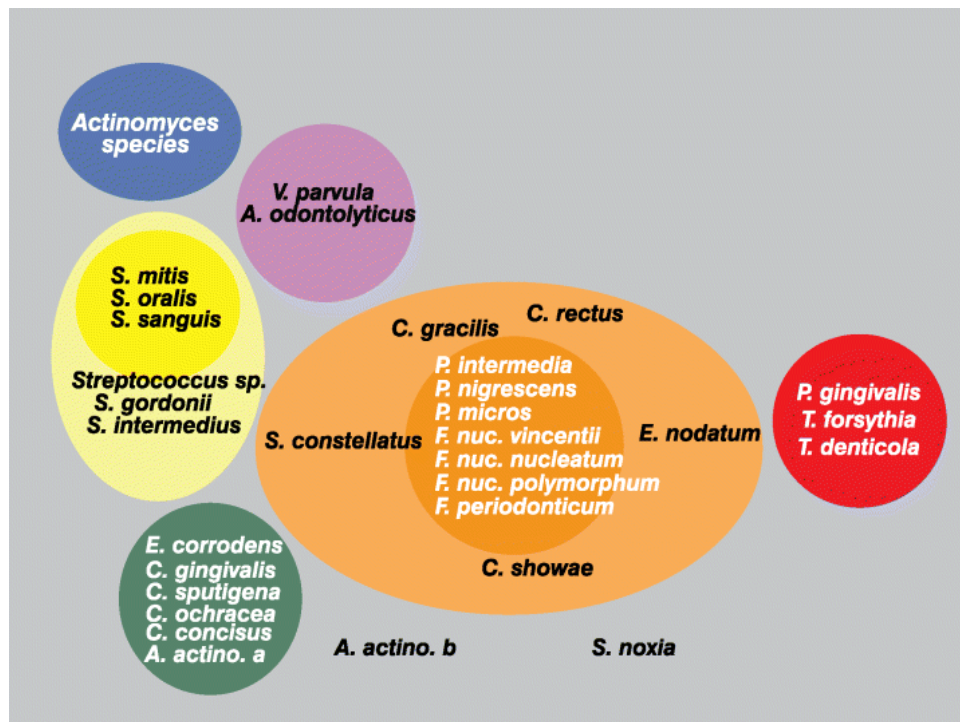 Actinomyces
species
V. parvula
A. odontolyticus
S. mitis
S. oralis
S. sanguis
Streptococcus sp.
S. gordonii
S. intermedius
C. gracilis
C. rectus
P. intermedia
P. nigrescens
P. micros
F. nuc. vincentii
F. nuc. nucleatum
F. nuc. polymorphum
F. periodonticum
S. constellatus
E. nodatum
C. showae
P. gingivalis
T. forsythia
T. denticola
E. corrodens
C. gingivalis
C. sputigena
C. ochracea
C. concisus
A. actino. a
A. actino. b
S. noxia